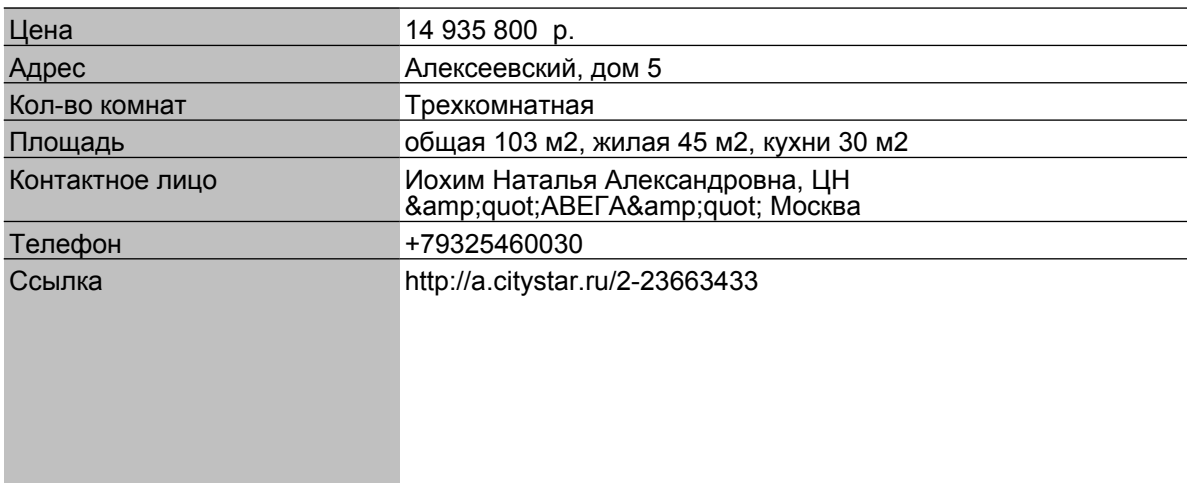 Цена 14 935 800  р.
Адрес Алексеевский, дом 5
Кол-во комнат Трехкомнатная
Площадь общая 103 м2, жилая 45 м2, кухни 30 м2
Контактное лицо Иохим Наталья Александровна, ЦН
&amp;quot;АВЕГА&amp;quot; Москва
Телефон +79325460030
Ссылка http://a.citystar.ru/2-23663433